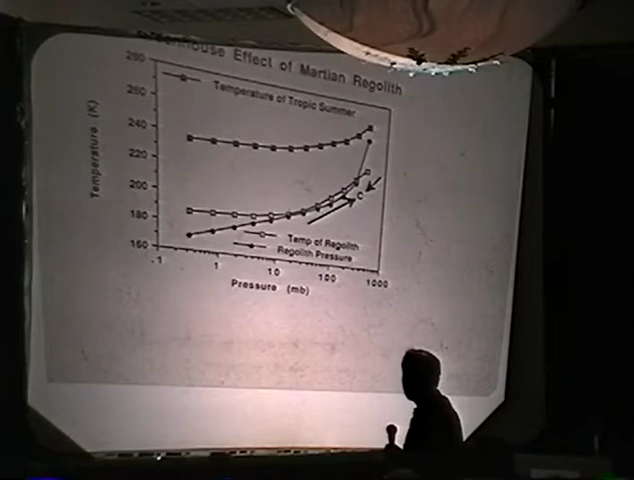 Greenhouse Effect of Martian Regolith
Temperature of Tropic Summer
280
260
240
220
200
180
160
Temperature (K)
Temp of Regolith
Regolith Pressure
.1
1
10
100
1000
Pressure (mb)